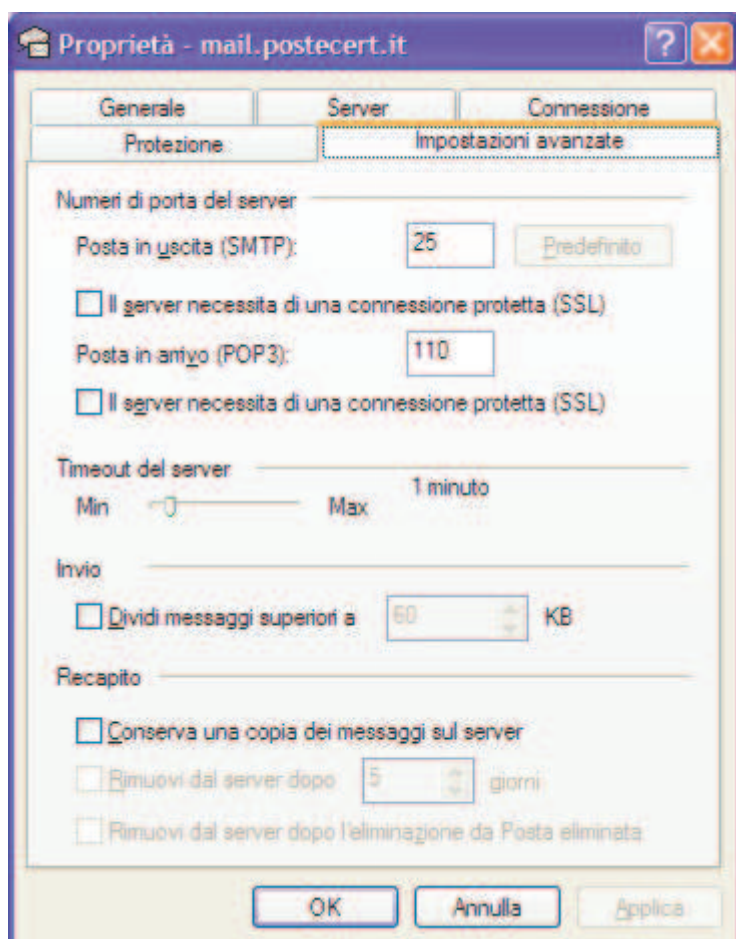 Proprietà - mail.postecert.it
Generale Server Connessione
Protezione Impostazioni avanzate
Numeri di porta del server
Posta in uscita (SMTP): 25 Predefinito
Il server necessita di una connessione protetta (SSL)
Posta in arrivo (POP3): 110
Il server necessita di una connessione protetta (SSL)
Timeout del server
Min Max 1 minuto
Invio
Dividi messaggi superiori a 60 KB
Recapito
Conserva una copia dei messaggi sul server
Rimuovi dal server dopo 5 giorni
Rimuovi dal server dopo l'eliminazione da Posta eliminata
OK Annulla Applica